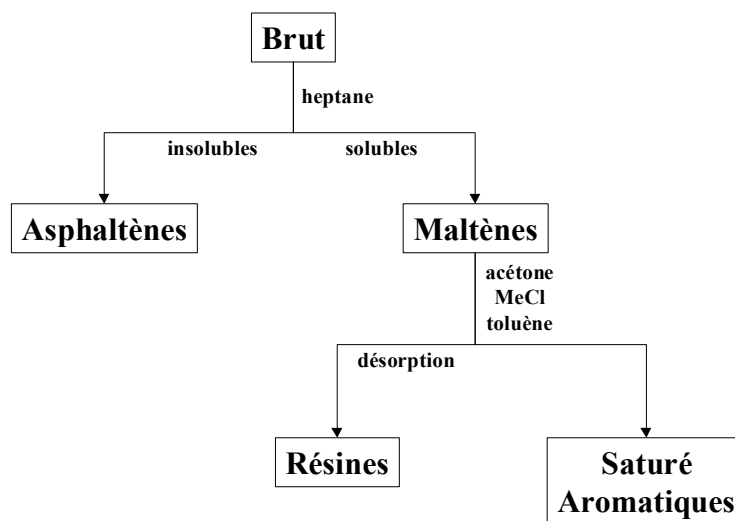 Brut
heptane
insolubles
solubles
Asphaltènes
Maltènes
acétone
MeCl
toluène
désorption
Résines
Saturé
Aromatiques